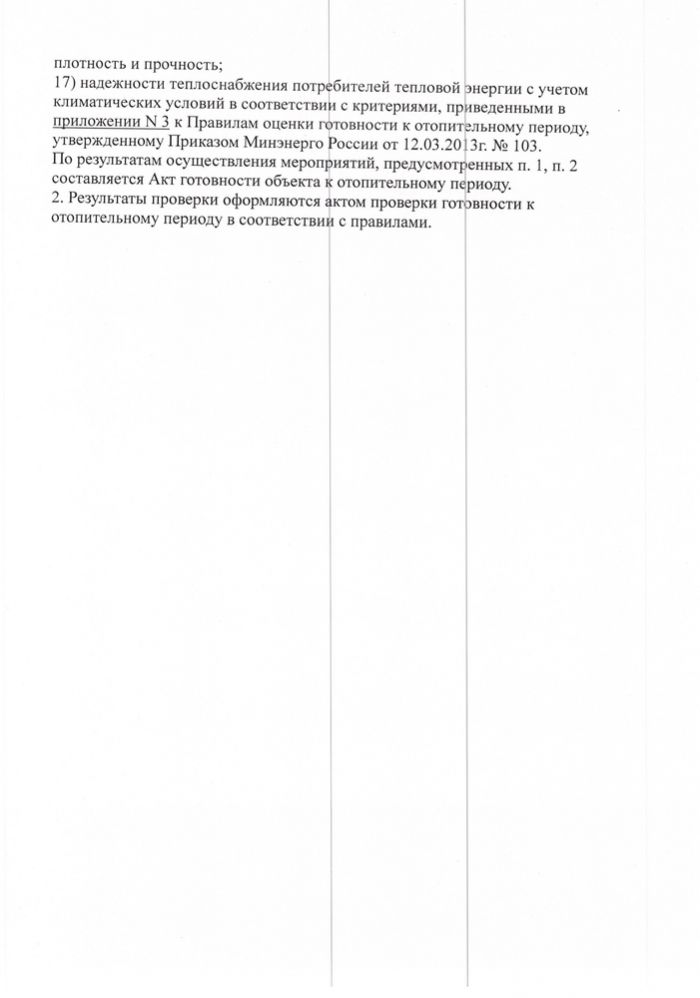 плотность и прочность;
17) надежности теплоснабжения потребителей тепловой энергии с учетом
климатических условий в соответствии с критериями, приведенными в
приложении N 3 к Правилам оценки готовности к отопительному периоду,
утвержденному Приказом Минэнерго России от 12.03.2013г. № 103.
По результатам осуществления мероприятий, предусмотренных п. 1, п. 2
составляется Акт готовности объекта к отопительному периоду.
2. Результаты проверки оформляются актом проверки готовности к
отопительному периоду в соответствии с правилами.